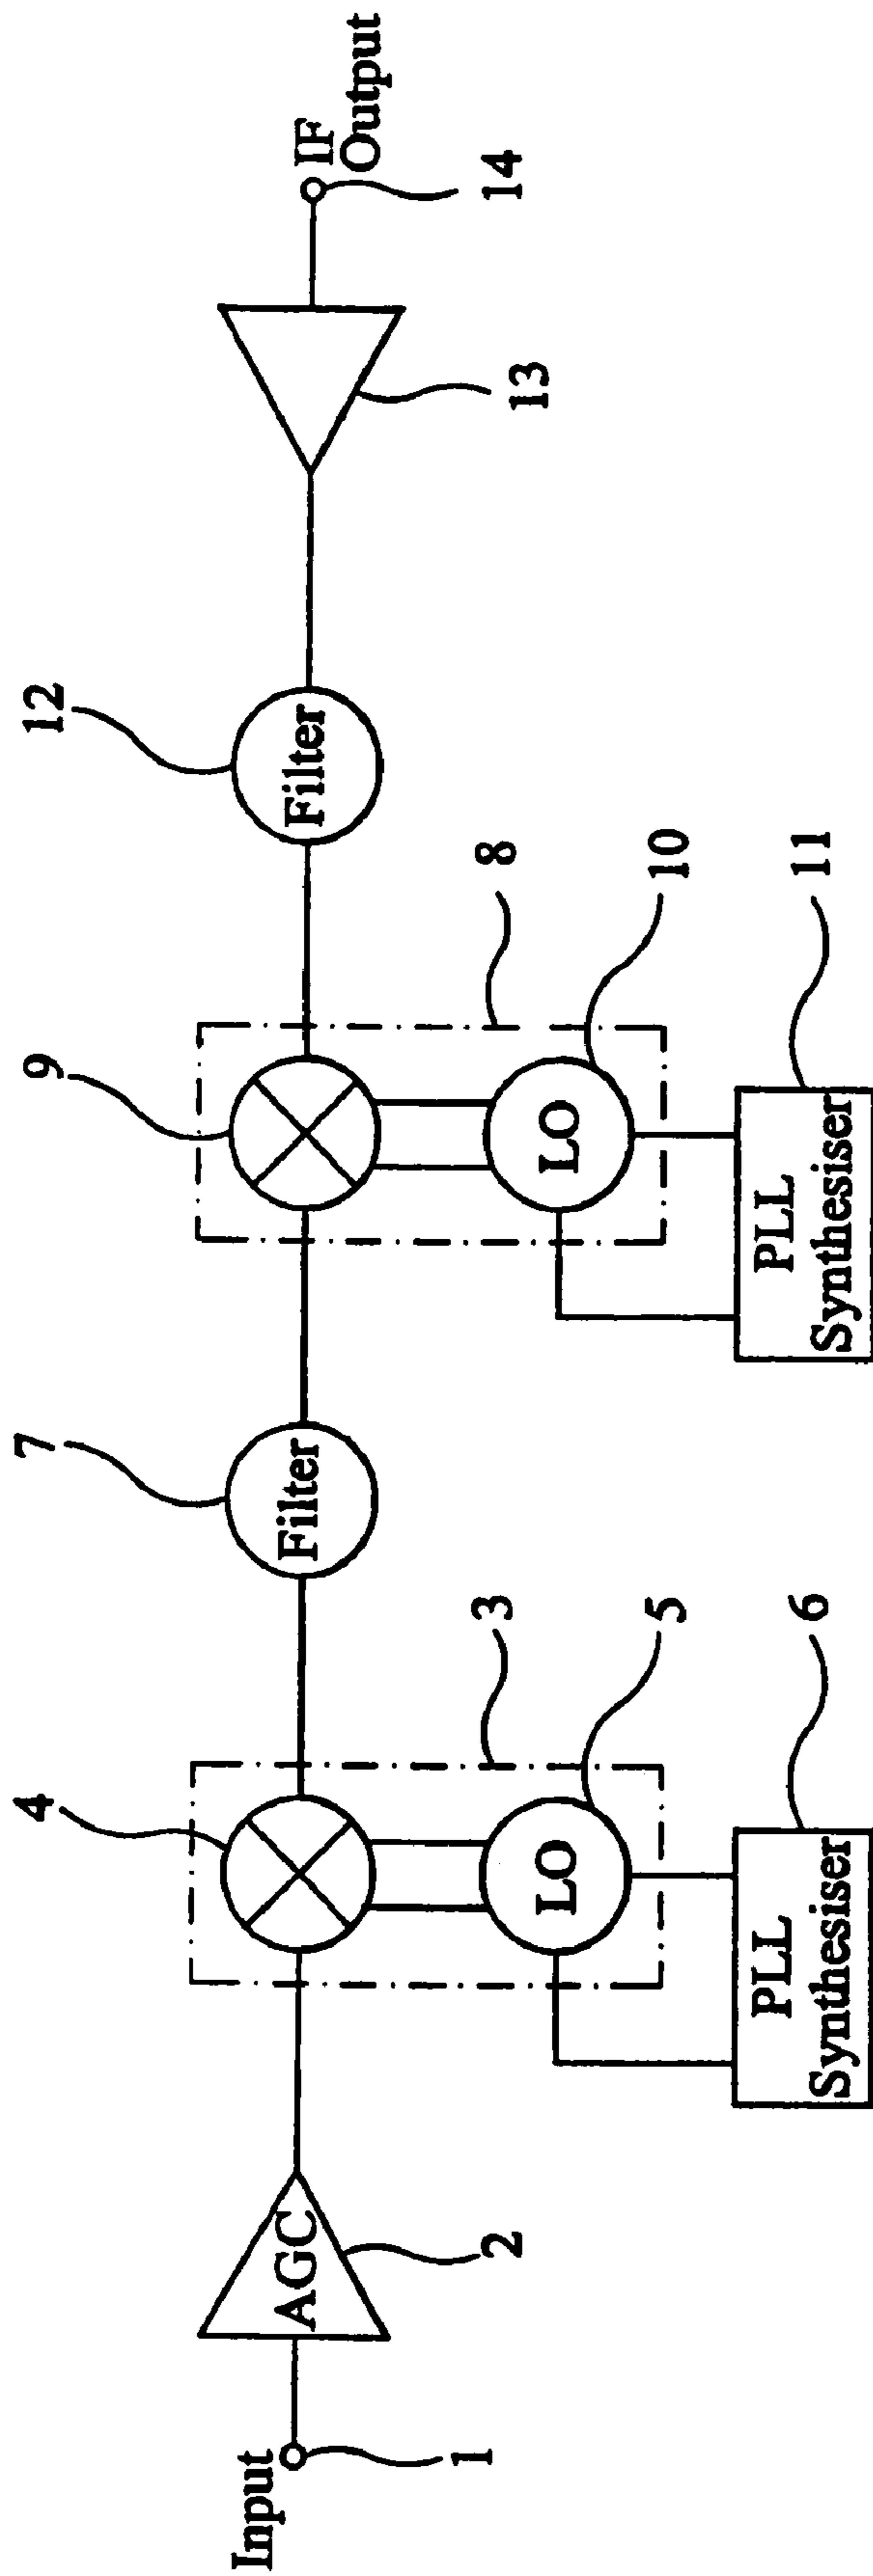 Input
1
AGC
2
4
LO
3
5
PLL
Synthesiser
6
7
Filter
9
LO
8
10
PLL
Synthesiser
11
12
Filter
13
IF
Output
14